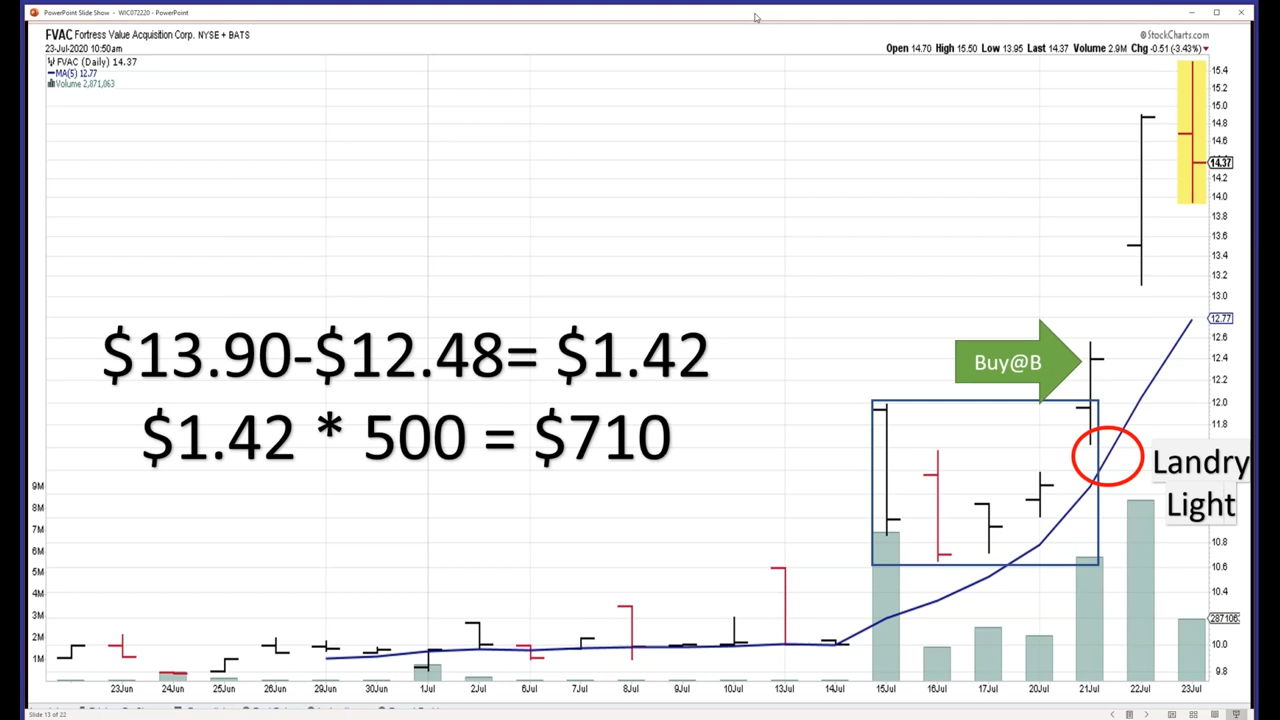 PowerPoint Slide Show - WIC072220 - PowerPoint
FVAC Fortress Value Acquisition Corp. NYSE + BATS
© StockCharts.com
23-Jul-2020 10:50am
Open 14.70 High 15.50 Low 13.95 Last 14.37 Volume 2.9M Chg -0.51 (-3.43%)
FVAC (Daily) 14.37
MA(5) 12.77
Volume 2,871,063
15.4
15.2
15.0
14.8
14.6
14.37
14.2
14.0
13.8
13.6
13.4
13.2
13.0
12.77
12.6
12.4
12.2
12.0
11.8
10.8
10.6
10.4
287106
10.0
9.8
$13.90-$12.48= $1.42
$1.42 * 500 = $710
Buy@B
Landry
Light
9M
8M
7M
6M
5M
4M
3M
2M
1M
23Jun 24Jun 25Jun 26Jun 29Jun 30Jun 1Jul 2Jul 6Jul 7Jul 8Jul 9Jul 10Jul 13Jul 14Jul 15Jul 16Jul 17Jul 20Jul 21Jul 22Jul 23Jul
Slide 13 of 22